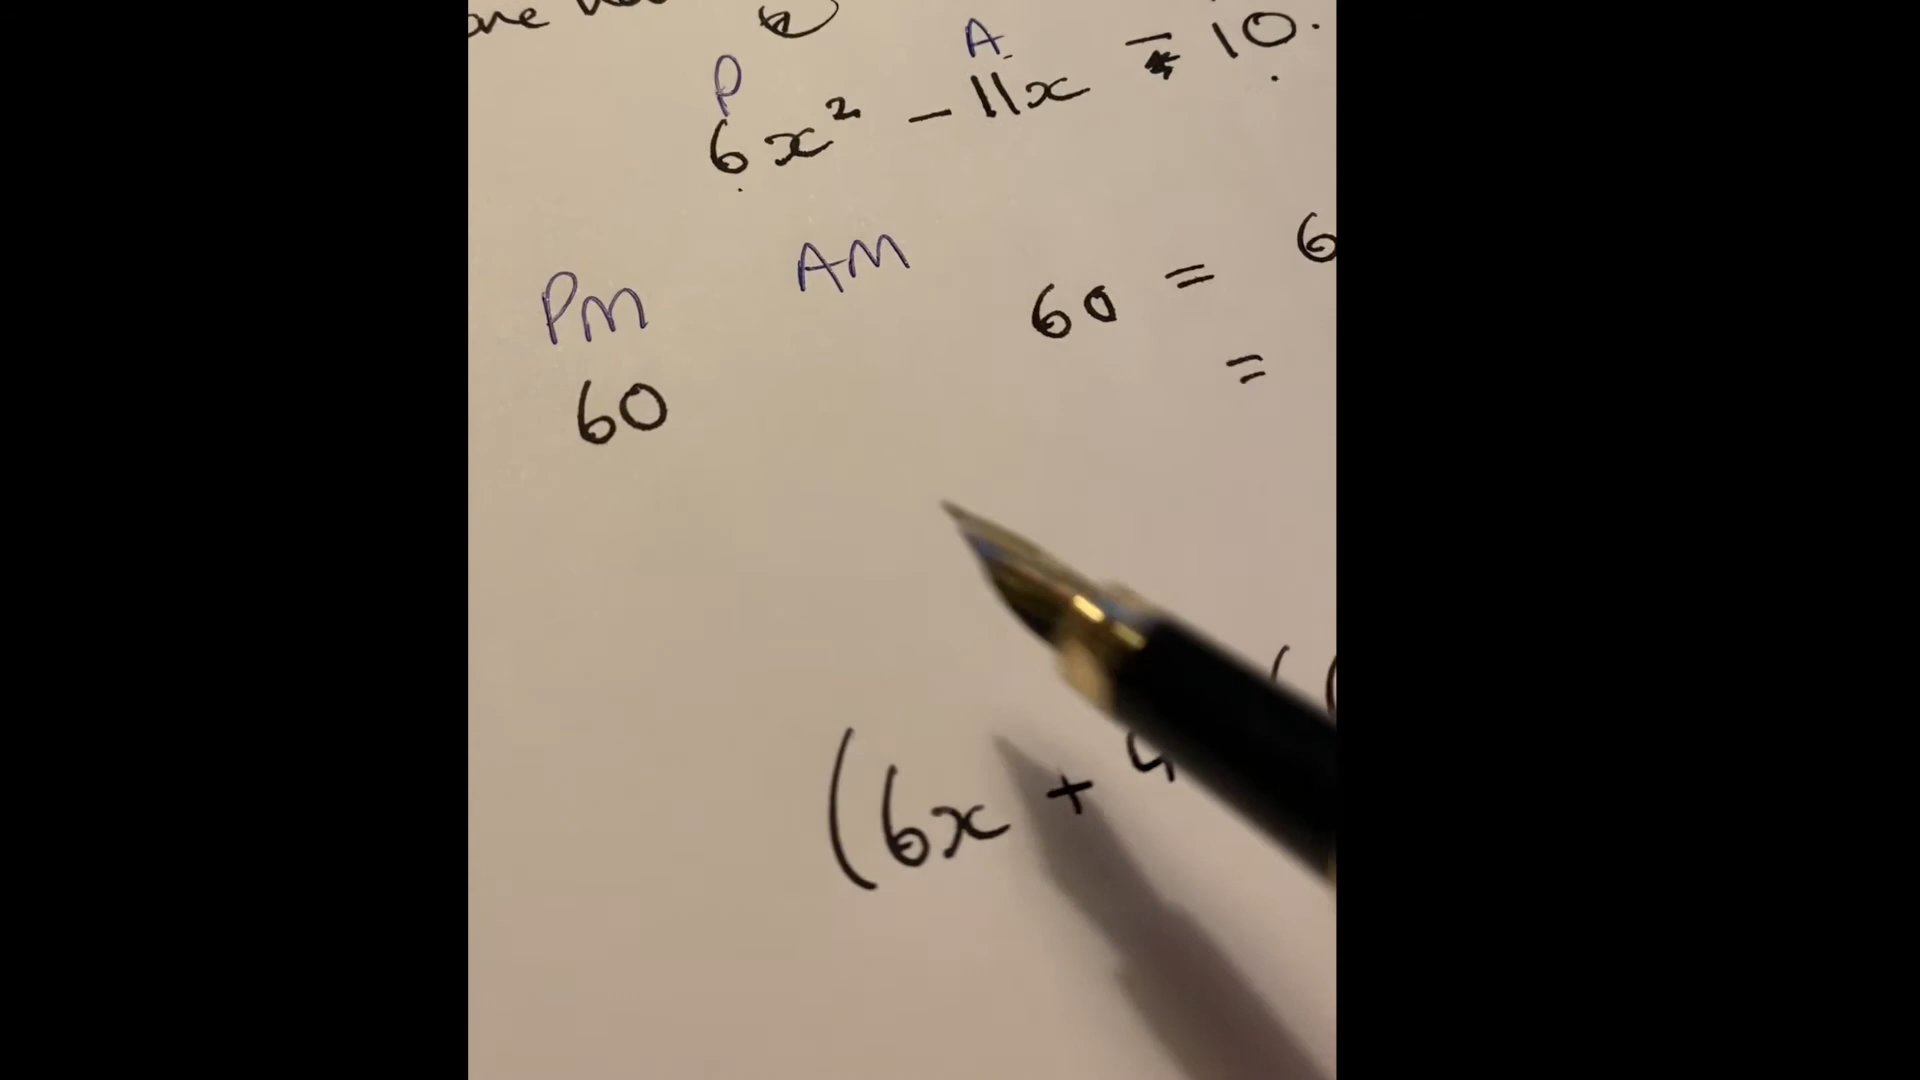 P A
6x² - 11x - 10.
PM AM
60 = 6
60 =
(6x + 4